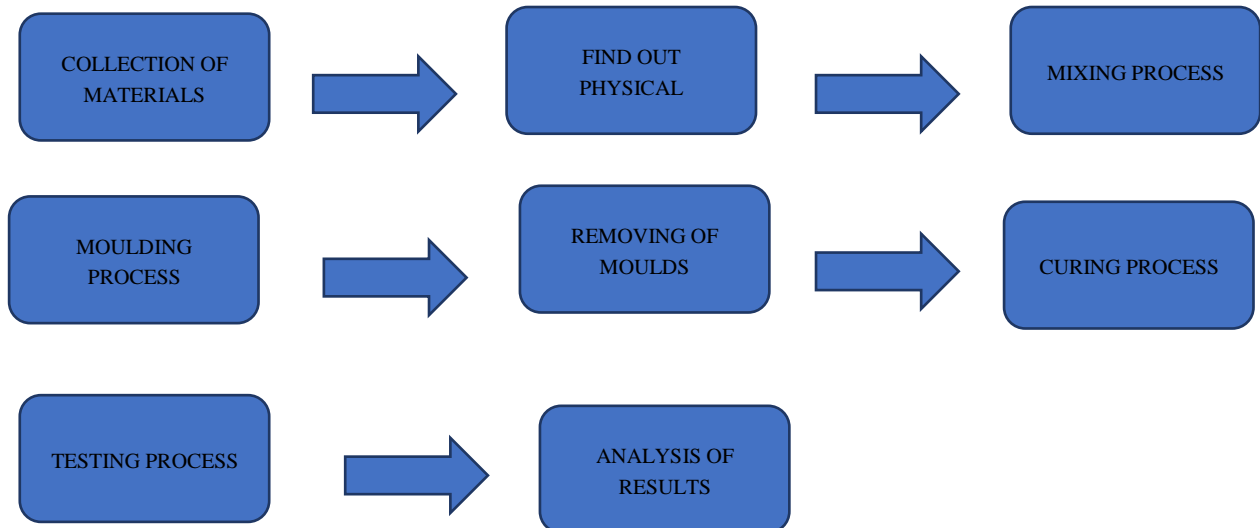 COLLECTION OF
MATERIALS
FIND OUT
PHYSICAL
MIXING PROCESS
MOULDING
PROCESS
REMOVING OF
MOULDS
CURING PROCESS
TESTING PROCESS
ANALYSIS OF
RESULTS